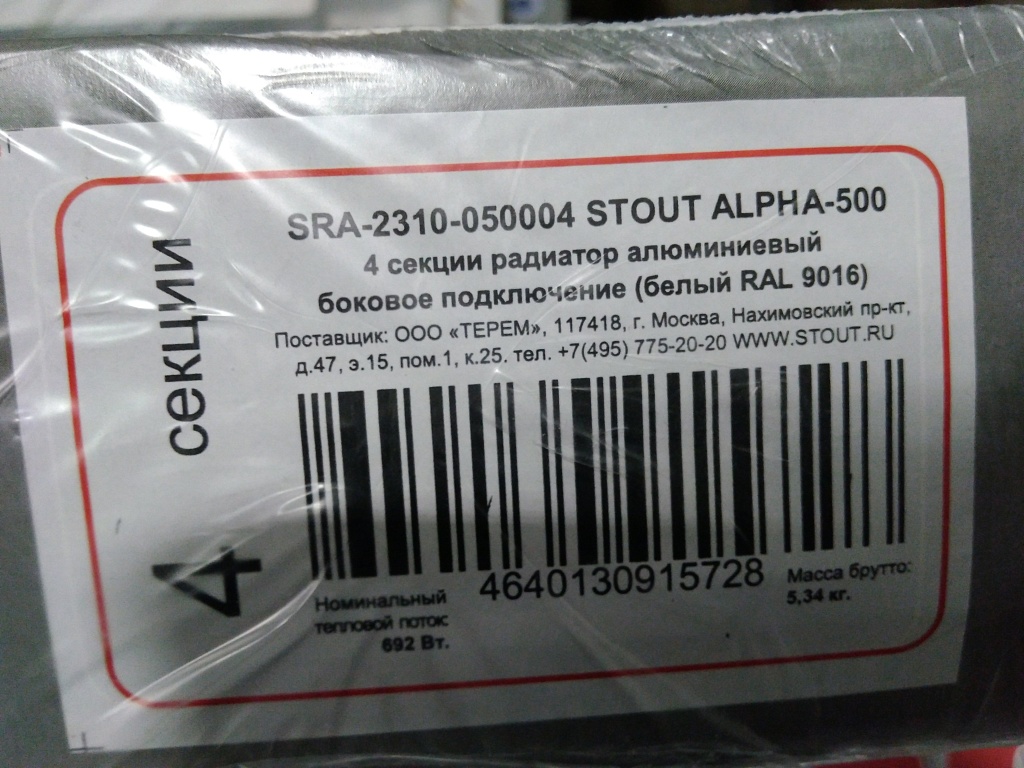 SRA-2310-050004 STOUT ALPHA-500
4 секции радиатор алюминиевый
боковое подключение (белый RAL 9016)
Поставщик: ООО «ТЕРЕМ», 117418, г. Москва, Нахимовский пр-кт,
д.47, э.15, пом.1, к.25. тел. +7(495) 775-20-20 WWW.STOUT.RU
4 секции
4640130915728
Номинальный
тепловой поток:
692 Вт.
Масса брутто:
5,34 кг.